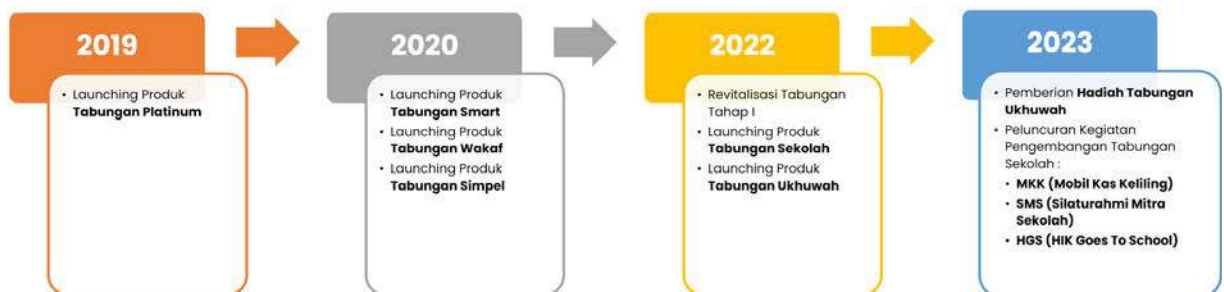 2019
• Launching Produk
Tabungan Platinum
2020
• Launching Produk
Tabungan Smart
• Launching Produk
Tabungan Wakaf
• Launching Produk
Tabungan Simpel
2022
• Revitalisasi Tabungan
Tahap I
• Launching Produk
Tabungan Sekolah
• Launching Produk
Tabungan Ukhuwah
2023
• Pemberian Hadiah Tabungan
Ukhuwah
• Peluncuran Kegiatan
Pengembangan Tabungan
Sekolah :
• MKK (Mobil Kas Keliling)
• SMS (Silaturahmi Mitra
Sekolah)
• HGS (HIK Goes To School)